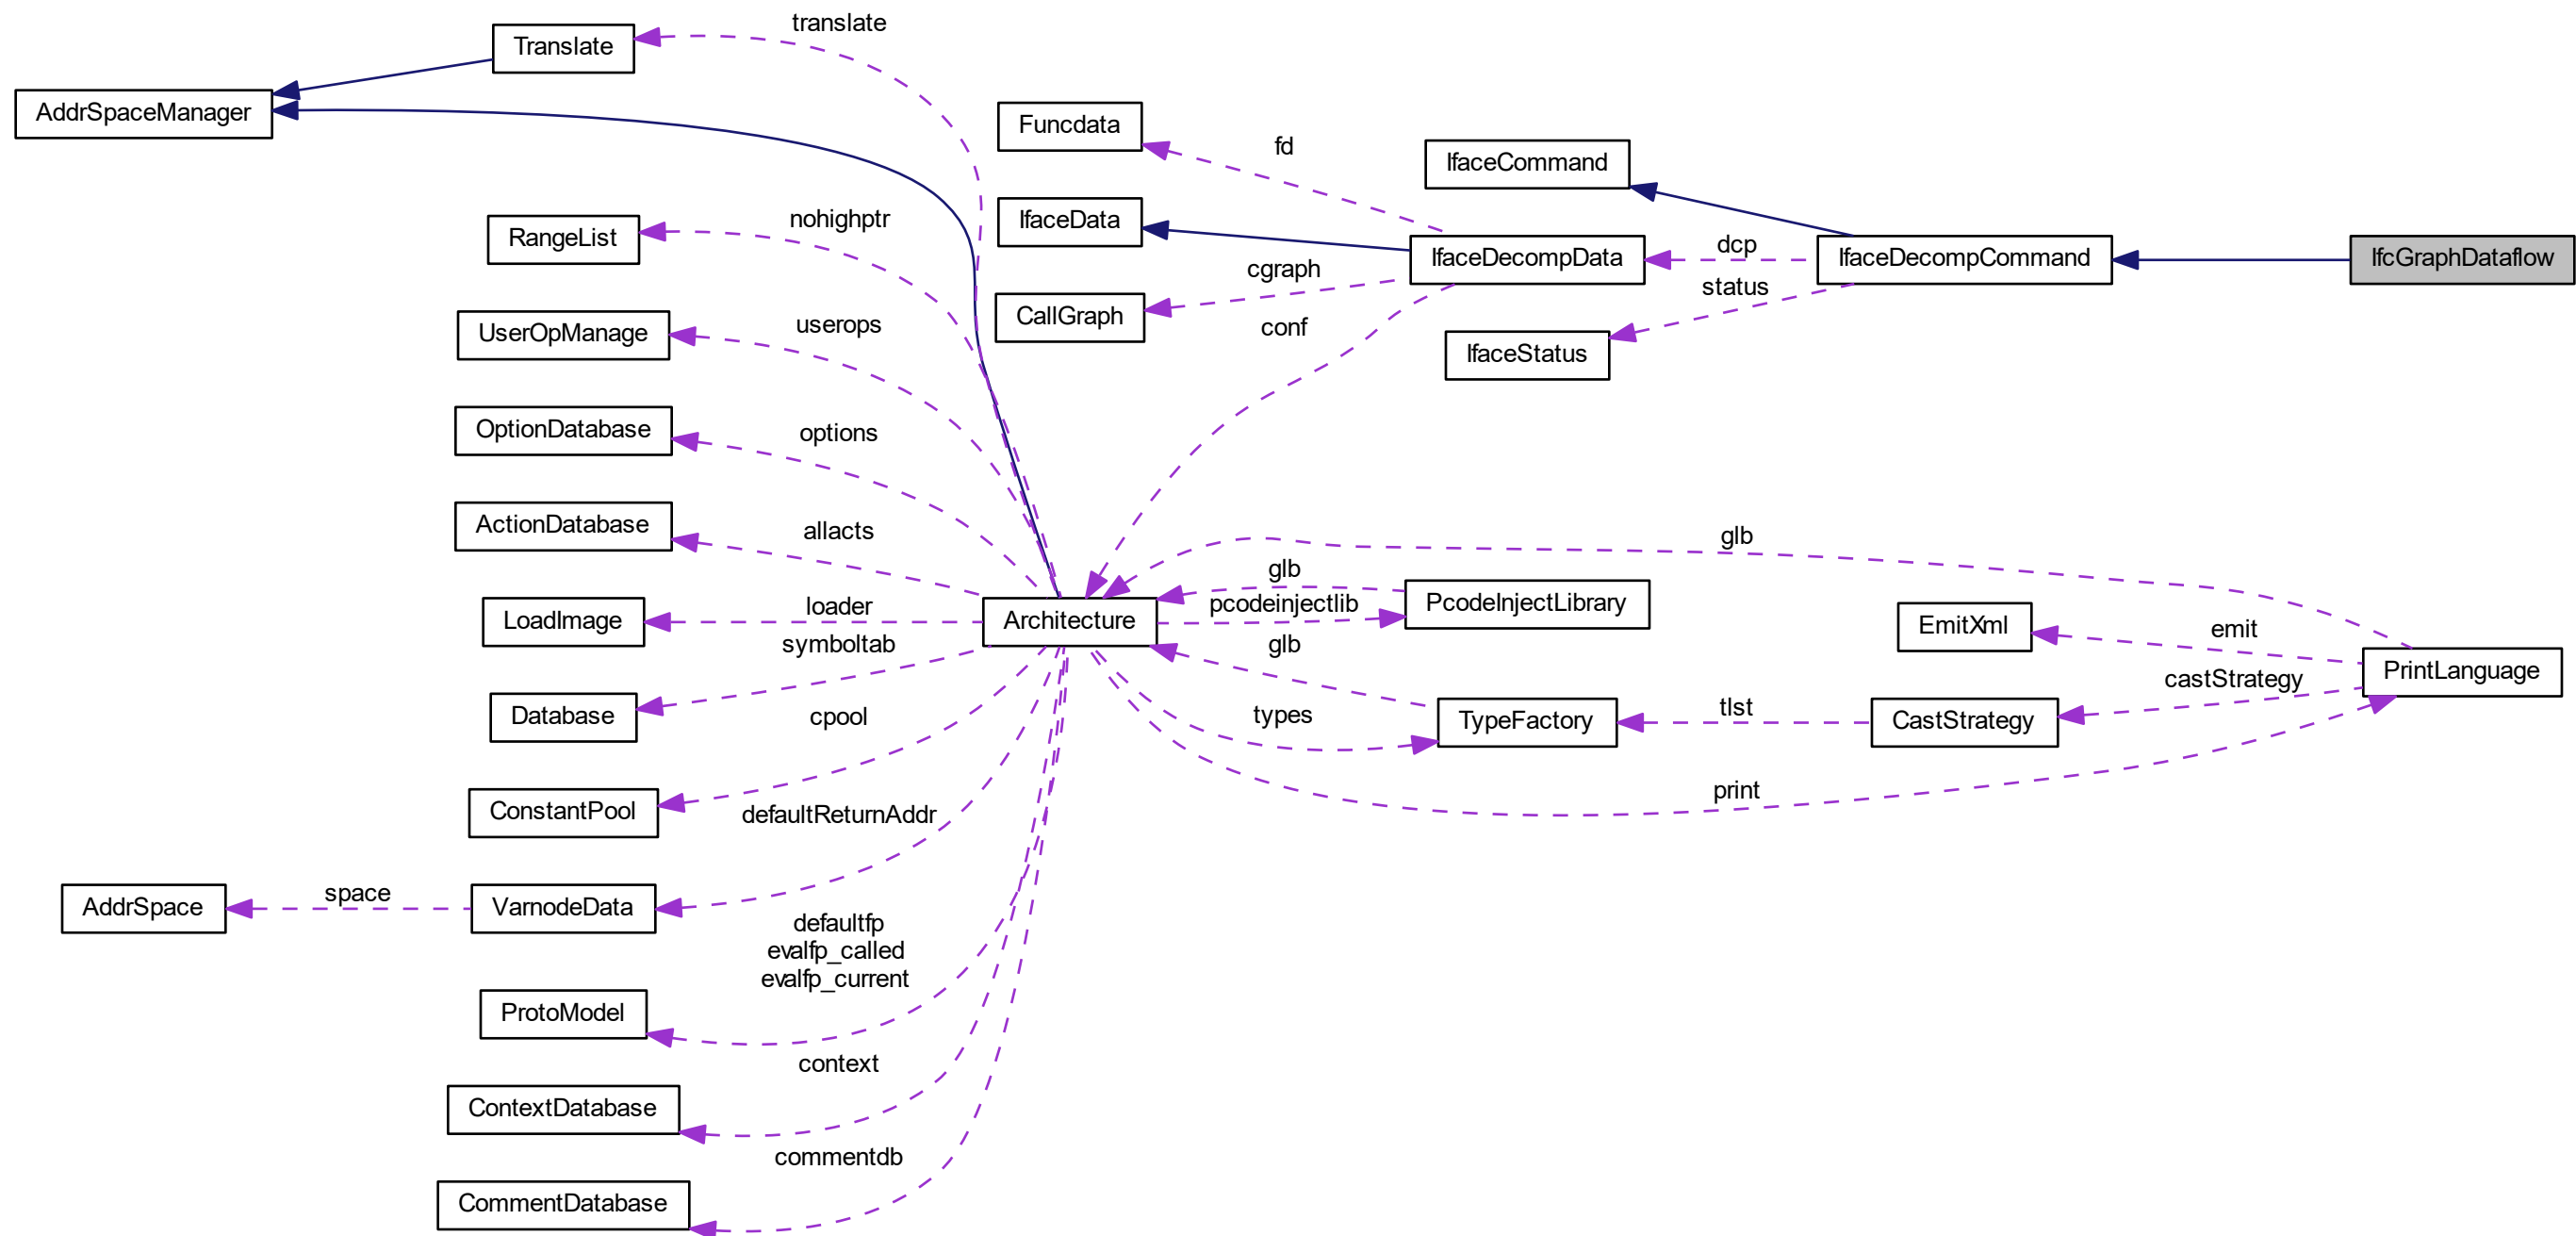 translate
Translate
AddrSpaceManager
Funcdata
fd
IfaceCommand
nohighptr
RangeList
IfaceData
IfaceDecompData
dcp
IfaceDecompCommand
IfcGraphDataflow
cgraph
status
userops
UserOpManage
CallGraph
conf
IfaceStatus
options
OptionDatabase
allacts
ActionDatabase
glb
glb
loader
LoadImage
Architecture
pcodeinjectlib
PcodeInjectLibrary
EmitXml
emit
symboltab
glb
PrintLanguage
castStrategy
Database
cpool
types
TypeFactory
tlst
CastStrategy
print
ConstantPool
defaultReturnAddr
AddrSpace
space
VarnodeData
defaultfp
evalfp_called
evalfp_current
ProtoModel
context
ContextDatabase
commentdb
CommentDatabase